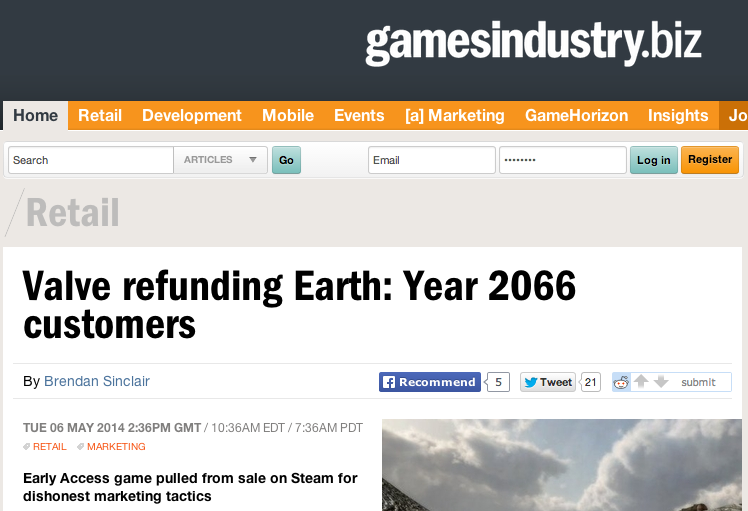 gamesindustry.biz
Home Retail Development Mobile Events [a] Marketing GameHorizon Insights Jo
Search ARTICLES Go Email •••••••• Log in Register
Retail
Valve refunding Earth: Year 2066
customers
By Brendan Sinclair
Recommend 5 Tweet 21 submit
TUE 06 MAY 2014 2:36PM GMT / 10:36AM EDT / 7:36AM PDT
RETAIL MARKETING
Early Access game pulled from sale on Steam for
dishonest marketing tactics